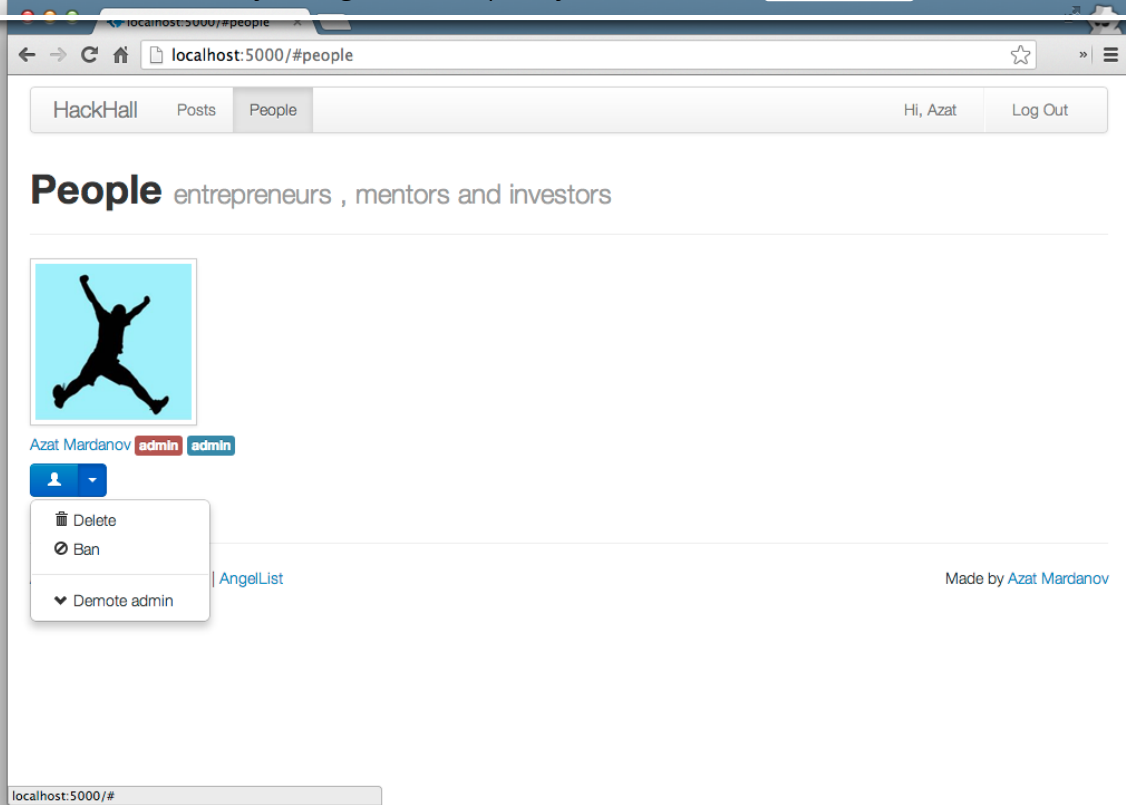 localhost:5000/#people
localhost:5000/#people
HackHall Posts People Hi, Azat Log Out
People entrepreneurs , mentors and investors
Azat Mardanov admin admin
Delete
Ban
| AngelList Made by Azat Mardanov
Demote admin
localhost:5000/#